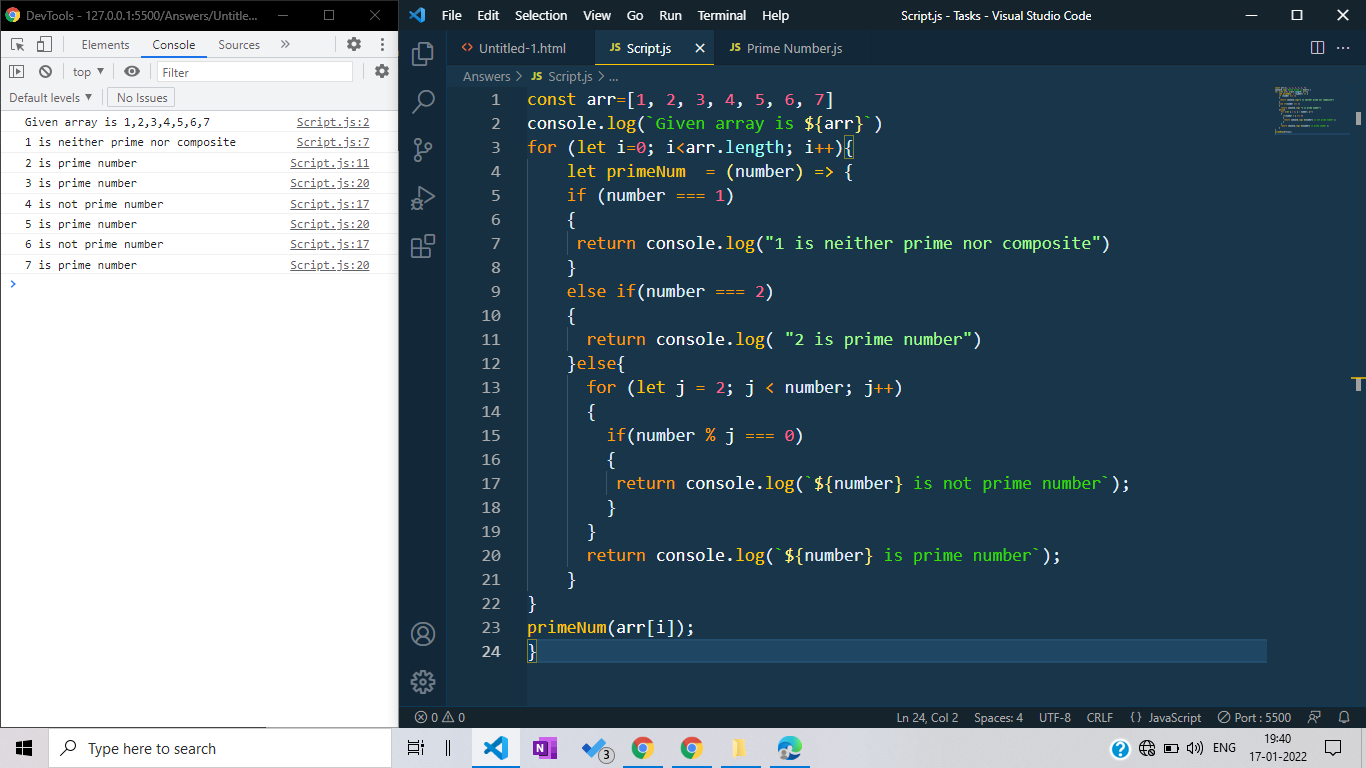 DevTools - 127.0.0.1:5500/Answers/Untitle...
Elements Console Sources »
top ▼ Filter
Default levels ▼ No Issues
Given array is 1,2,3,4,5,6,7 Script.js:2
1 is neither prime nor composite Script.js:7
2 is prime number Script.js:11
3 is prime number Script.js:20
4 is not prime number Script.js:17
5 is prime number Script.js:20
6 is not prime number Script.js:17
7 is prime number Script.js:20
>
File Edit Selection View Go Run Terminal Help Script.js - Tasks - Visual Studio Code
<> Untitled-1.html JS Script.js × JS Prime Number.js ...
Answers > JS Script.js > ...
1 const arr=[1, 2, 3, 4, 5, 6, 7]
2 console.log(`Given array is ${arr}`)
3 for (let i=0; i<arr.length; i++){
4     let primeNum  = (number) => {
5     if (number === 1)
6     {
7      return console.log("1 is neither prime nor composite")
8     }
9     else if(number === 2)
10     {
11       return console.log( "2 is prime number")
12     }else{
13       for (let j = 2; j < number; j++)
14       {
15         if(number % j === 0)
16         {
17          return console.log(`${number} is not prime number`);
18         }
19       }
20       return console.log(`${number} is prime number`);
21     }
22 }
23 primeNum(arr[i]);
24 }
0 0 Ln 24, Col 2 Spaces: 4 UTF-8 CRLF {} JavaScript Port : 5500
Type here to search
N
3
?
ENG
19:40
17-01-2022